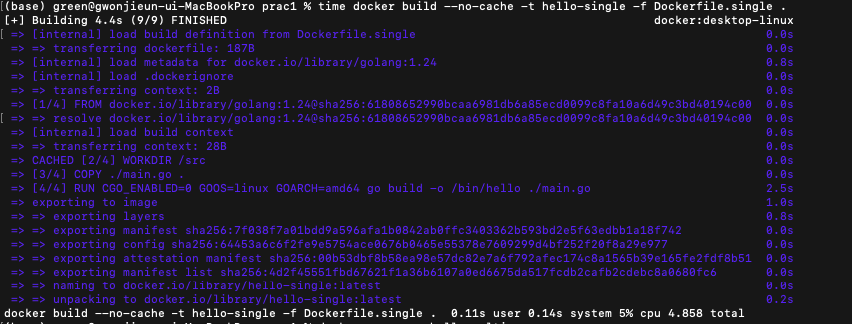 [(base) green@gwonjieun-ui-MacBookPro prac1 % time docker build --no-cache -t hello-single -f Dockerfile.single .
[+] Building 4.4s (9/9) FINISHED docker:desktop-linux
[ => [internal] load build definition from Dockerfile.single 0.0s
=> => transferring dockerfile: 187B 0.0s
=> [internal] load metadata for docker.io/library/golang:1.24 0.8s
=> [internal] load .dockerignore 0.0s
=> => transferring context: 2B 0.0s
=> [1/4] FROM docker.io/library/golang:1.24@sha256:61808652990bcaa6981db6a85ecd0099c8fa10a6d49c3bd40194c00 0.0s
[ => => resolve docker.io/library/golang:1.24@sha256:61808652990bcaa6981db6a85ecd0099c8fa10a6d49c3bd40194c00 0.0s
=> [internal] load build context 0.0s
=> => transferring context: 28B 0.0s
=> CACHED [2/4] WORKDIR /src 0.0s
=> [3/4] COPY ./main.go . 0.0s
=> [4/4] RUN CGO_ENABLED=0 GOOS=linux GOARCH=amd64 go build -o /bin/hello ./main.go 2.5s
=> exporting to image 1.0s
=> => exporting layers 0.8s
=> => exporting manifest sha256:7f038f7a01bdd9a596afa1b0842ab0ffc3403362b593bd2e5f63edbb1a18f742 0.0s
=> => exporting config sha256:64453a6c6f2fe9e5754ace0676b0465e55378e7609299d4bf252f20f8a29e977 0.0s
=> => exporting attestation manifest sha256:00b53dbf8b58ea98e57dc82e7a6f792afec174c8a1565b39e165fe2fdf8b51 0.0s
=> => exporting manifest list sha256:4d2f45551fbd67621f1a36b6107a0ed6675da517fcdb2cafb2cdebc8a0680fc6 0.0s
=> => naming to docker.io/library/hello-single:latest 0.0s
=> => unpacking to docker.io/library/hello-single:latest 0.2s
docker build --no-cache -t hello-single -f Dockerfile.single . 0.11s user 0.14s system 5% cpu 4.858 total